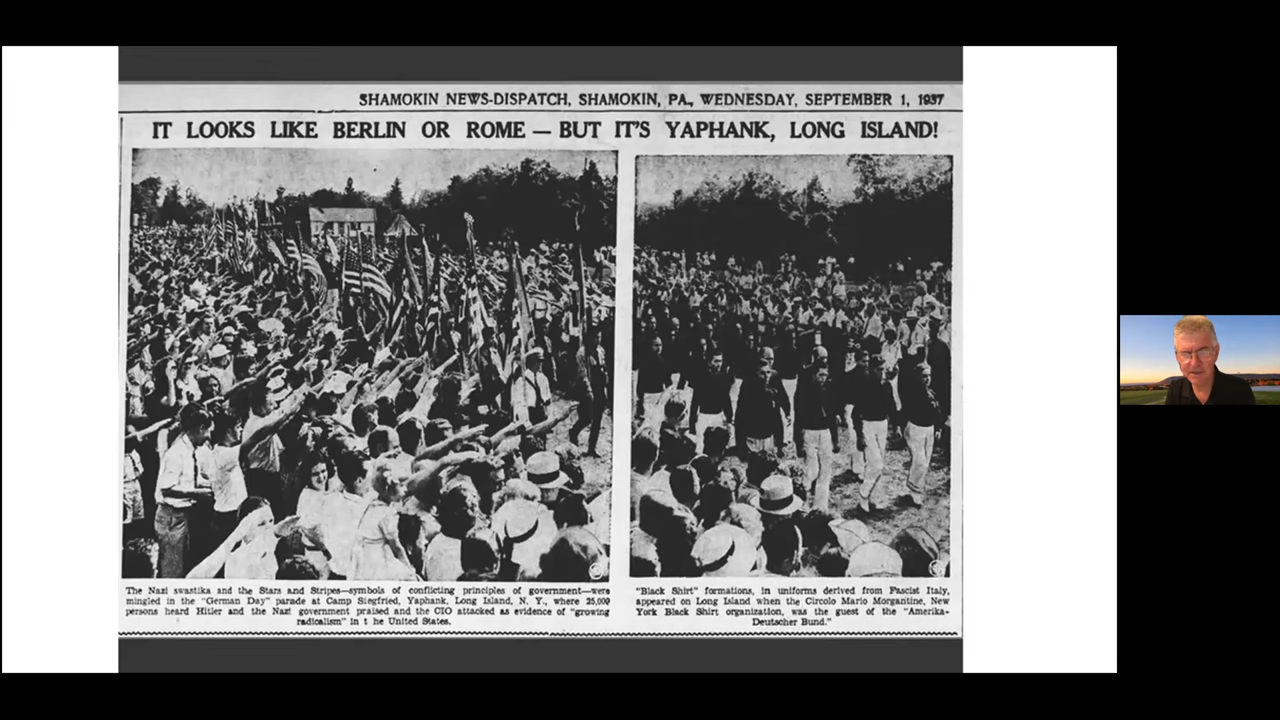 SHAMOKIN NEWS-DISPATCH, SHAMOKIN, PA., WEDNESDAY, SEPTEMBER 1, 1937
IT LOOKS LIKE BERLIN OR ROME — BUT IT'S YAPHANK, LONG ISLAND!
The Nazi swastika and the Stars and Stripes—symbols of conflicting principles of government—were
mingled in the "German Day" parade at Camp Siegfried, Yaphank, Long Island, N. Y., where 25,000
persons heard Hitler and the Nazi government praised and the CIO attacked as evidence of "growing
radicalism" in t he United States.
"Black Shirt" formations, in uniforms derived from Fascist Italy,
appeared on Long Island when the Circolo Mario Morgantine, New
York Black Shirt organization, was the guest of the "Amerika-
Deutscher Bund."